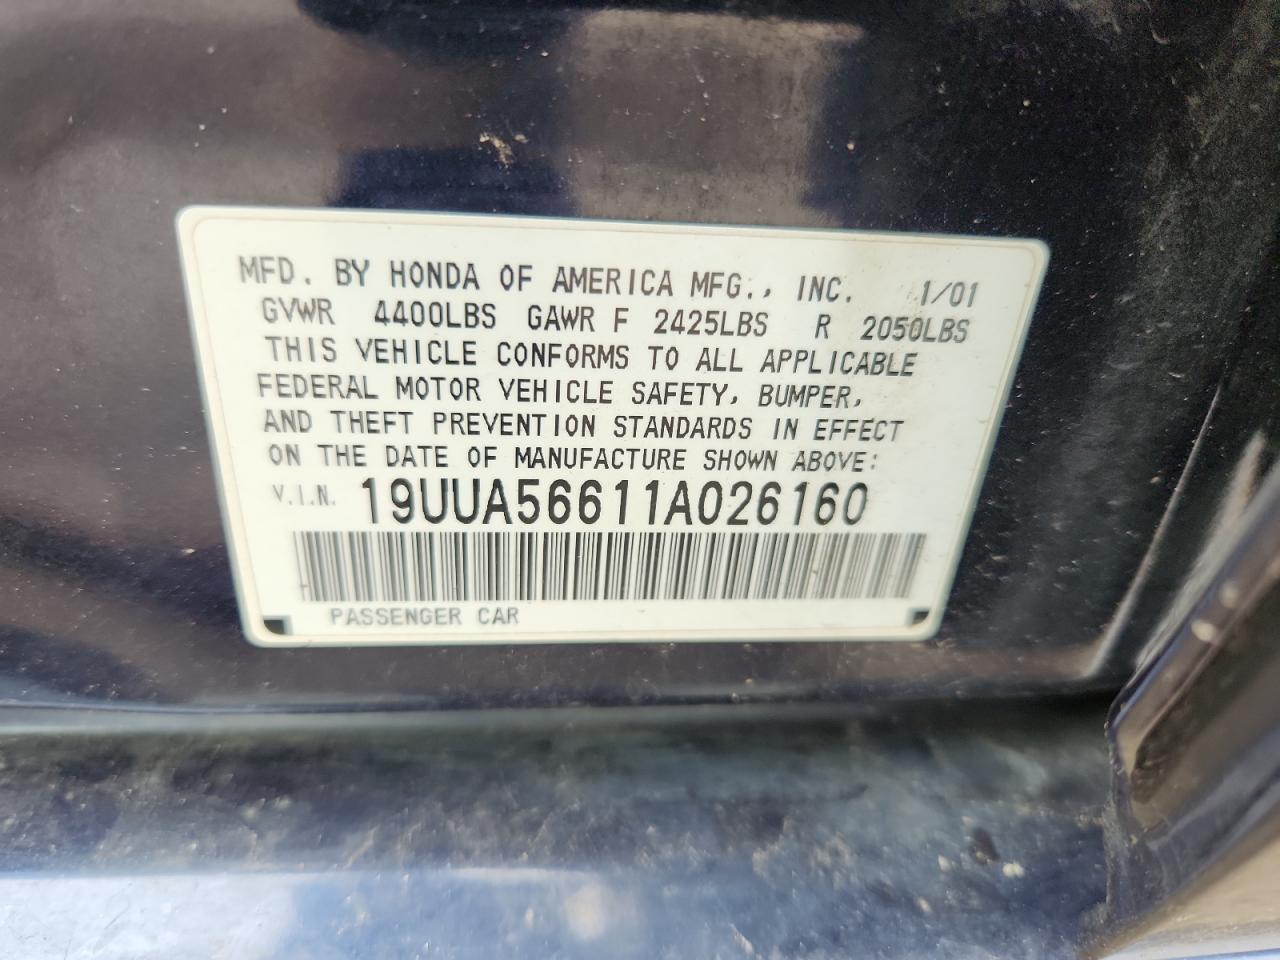 MFD. BY HONDA OF AMERICA MFG., INC. 1/01
GVWR 4400LBS GAWR F 2425LBS R 2050LBS
THIS VEHICLE CONFORMS TO ALL APPLICABLE
FEDERAL MOTOR VEHICLE SAFETY, BUMPER,
AND THEFT PREVENTION STANDARDS IN EFFECT
ON THE DATE OF MANUFACTURE SHOWN ABOVE:
V.I.N. 19UUA56611A026160
PASSENGER CAR